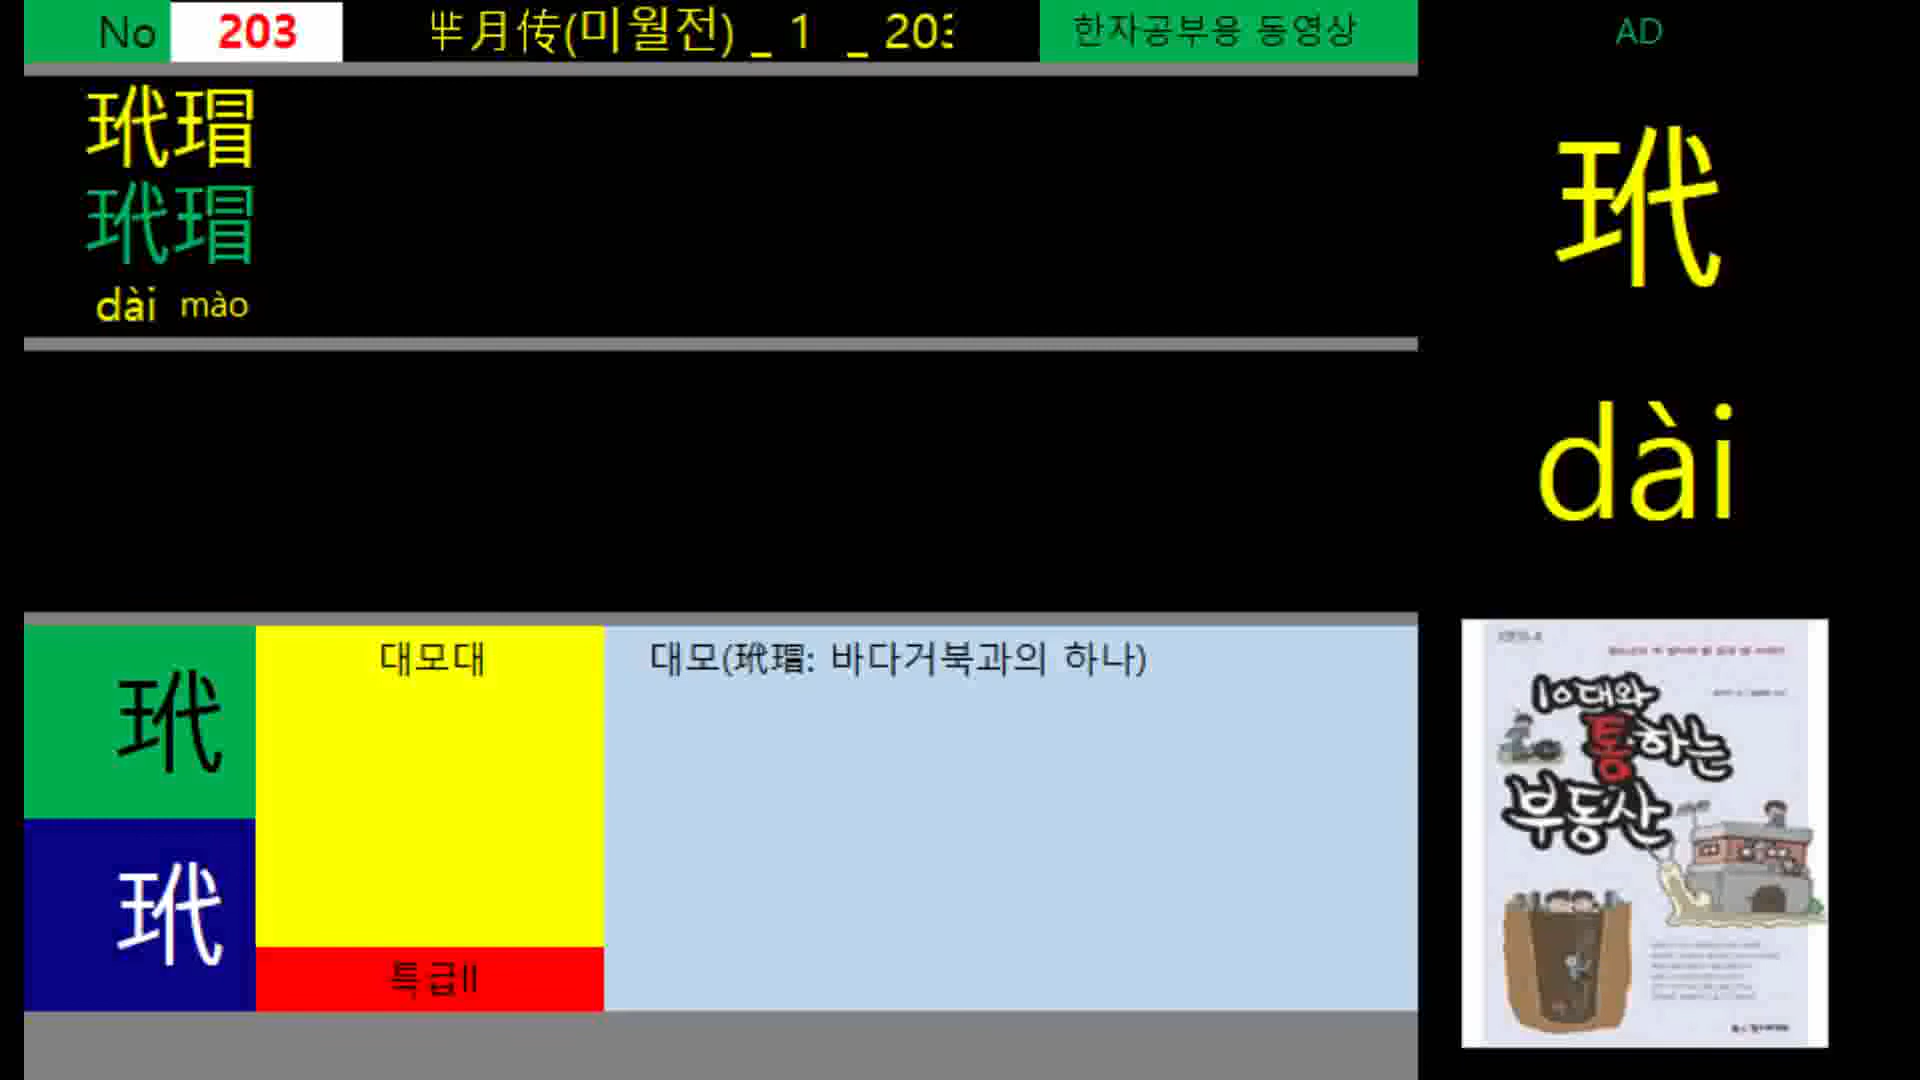 No 203 芈月传(미월전) _ 1 _ 203 한자공부용 동영상 AD
玳瑁
玳瑁
dài mào
玳
dài
玳
대모대
대모(玳瑁: 바다거북과의 하나)
玳
특급II
10대와
통하는
부동산